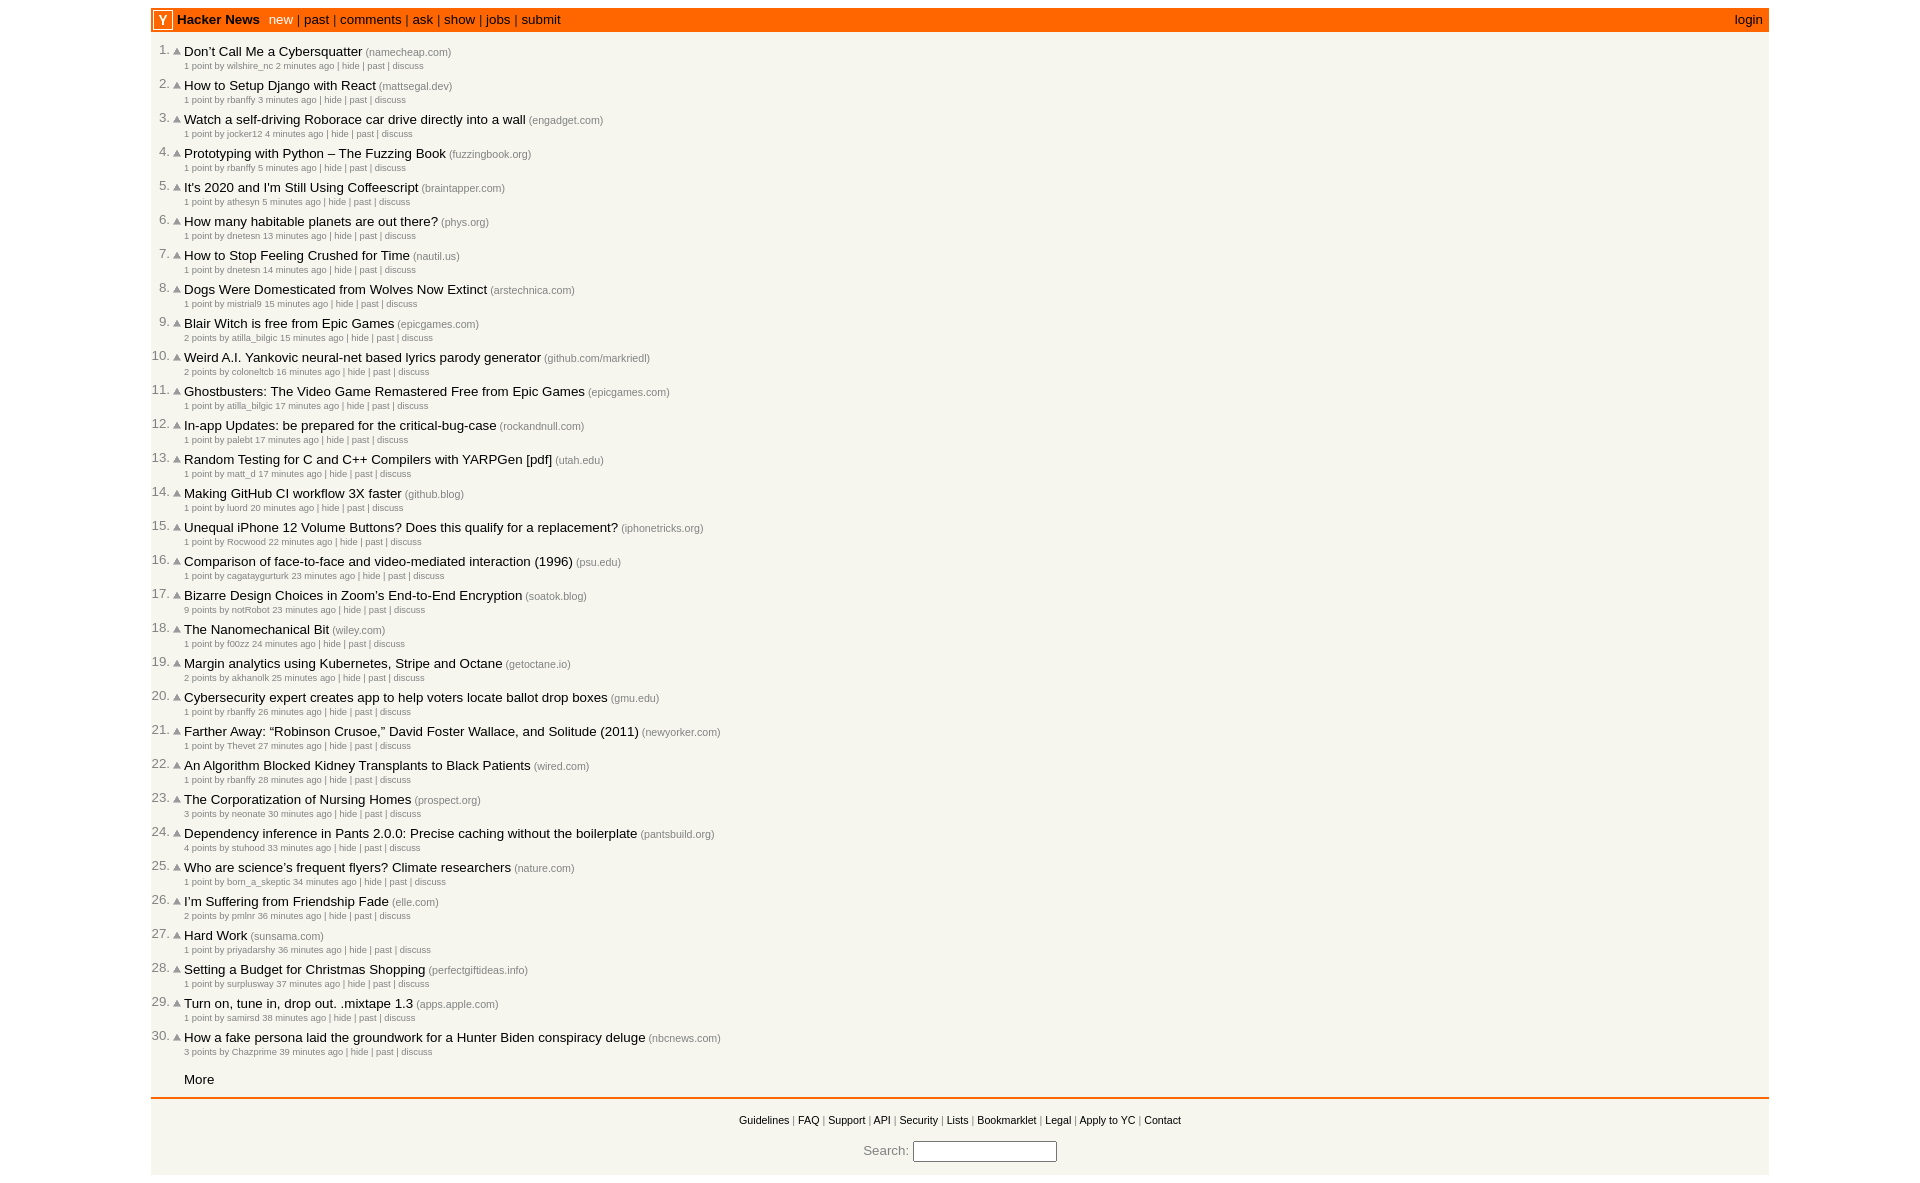 Y Hacker News new | past | comments | ask | show | jobs | submit login
1. Don't Call Me a Cybersquatter (namecheap.com)
1 point by wilshire_nc 2 minutes ago | hide | past | discuss
2. How to Setup Django with React (mattsegal.dev)
1 point by rbanffy 3 minutes ago | hide | past | discuss
3. Watch a self-driving Roborace car drive directly into a wall (engadget.com)
1 point by jocker12 4 minutes ago | hide | past | discuss
4. Prototyping with Python – The Fuzzing Book (fuzzingbook.org)
1 point by rbanffy 5 minutes ago | hide | past | discuss
5. It's 2020 and I'm Still Using Coffeescript (braintapper.com)
1 point by athesyn 5 minutes ago | hide | past | discuss
6. How many habitable planets are out there? (phys.org)
1 point by dnetesn 13 minutes ago | hide | past | discuss
7. How to Stop Feeling Crushed for Time (nautil.us)
1 point by dnetesn 14 minutes ago | hide | past | discuss
8. Dogs Were Domesticated from Wolves Now Extinct (arstechnica.com)
1 point by mistrial9 15 minutes ago | hide | past | discuss
9. Blair Witch is free from Epic Games (epicgames.com)
2 points by atilla_bilgic 15 minutes ago | hide | past | discuss
10. Weird A.I. Yankovic neural-net based lyrics parody generator (github.com/markriedl)
2 points by coloneltcb 16 minutes ago | hide | past | discuss
11. Ghostbusters: The Video Game Remastered Free from Epic Games (epicgames.com)
1 point by atilla_bilgic 17 minutes ago | hide | past | discuss
12. In-app Updates: be prepared for the critical-bug-case (rockandnull.com)
1 point by palebt 17 minutes ago | hide | past | discuss
13. Random Testing for C and C++ Compilers with YARPGen [pdf] (utah.edu)
1 point by matt_d 17 minutes ago | hide | past | discuss
14. Making GitHub CI workflow 3X faster (github.blog)
1 point by luord 20 minutes ago | hide | past | discuss
15. Unequal iPhone 12 Volume Buttons? Does this qualify for a replacement? (iphonetricks.org)
1 point by Rocwood 22 minutes ago | hide | past | discuss
16. Comparison of face-to-face and video-mediated interaction (1996) (psu.edu)
1 point by cagataygurturk 23 minutes ago | hide | past | discuss
17. Bizarre Design Choices in Zoom's End-to-End Encryption (soatok.blog)
9 points by notRobot 23 minutes ago | hide | past | discuss
18. The Nanomechanical Bit (wiley.com)
1 point by f00zz 24 minutes ago | hide | past | discuss
19. Margin analytics using Kubernetes, Stripe and Octane (getoctane.io)
2 points by akhanolk 25 minutes ago | hide | past | discuss
20. Cybersecurity expert creates app to help voters locate ballot drop boxes (gmu.edu)
1 point by rbanffy 26 minutes ago | hide | past | discuss
21. Farther Away: “Robinson Crusoe,” David Foster Wallace, and Solitude (2011) (newyorker.com)
1 point by Thevet 27 minutes ago | hide | past | discuss
22. An Algorithm Blocked Kidney Transplants to Black Patients (wired.com)
1 point by rbanffy 28 minutes ago | hide | past | discuss
23. The Corporatization of Nursing Homes (prospect.org)
3 points by neonate 30 minutes ago | hide | past | discuss
24. Dependency inference in Pants 2.0.0: Precise caching without the boilerplate (pantsbuild.org)
4 points by stuhood 33 minutes ago | hide | past | discuss
25. Who are science's frequent flyers? Climate researchers (nature.com)
1 point by born_a_skeptic 34 minutes ago | hide | past | discuss
26. I'm Suffering from Friendship Fade (elle.com)
2 points by pmlnr 36 minutes ago | hide | past | discuss
27. Hard Work (sunsama.com)
1 point by priyadarshy 36 minutes ago | hide | past | discuss
28. Setting a Budget for Christmas Shopping (perfectgiftideas.info)
1 point by surplusway 37 minutes ago | hide | past | discuss
29. Turn on, tune in, drop out. .mixtape 1.3 (apps.apple.com)
1 point by samirsd 38 minutes ago | hide | past | discuss
30. How a fake persona laid the groundwork for a Hunter Biden conspiracy deluge (nbcnews.com)
3 points by Chazprime 39 minutes ago | hide | past | discuss
More
Guidelines | FAQ | Support | API | Security | Lists | Bookmarklet | Legal | Apply to YC | Contact
Search: